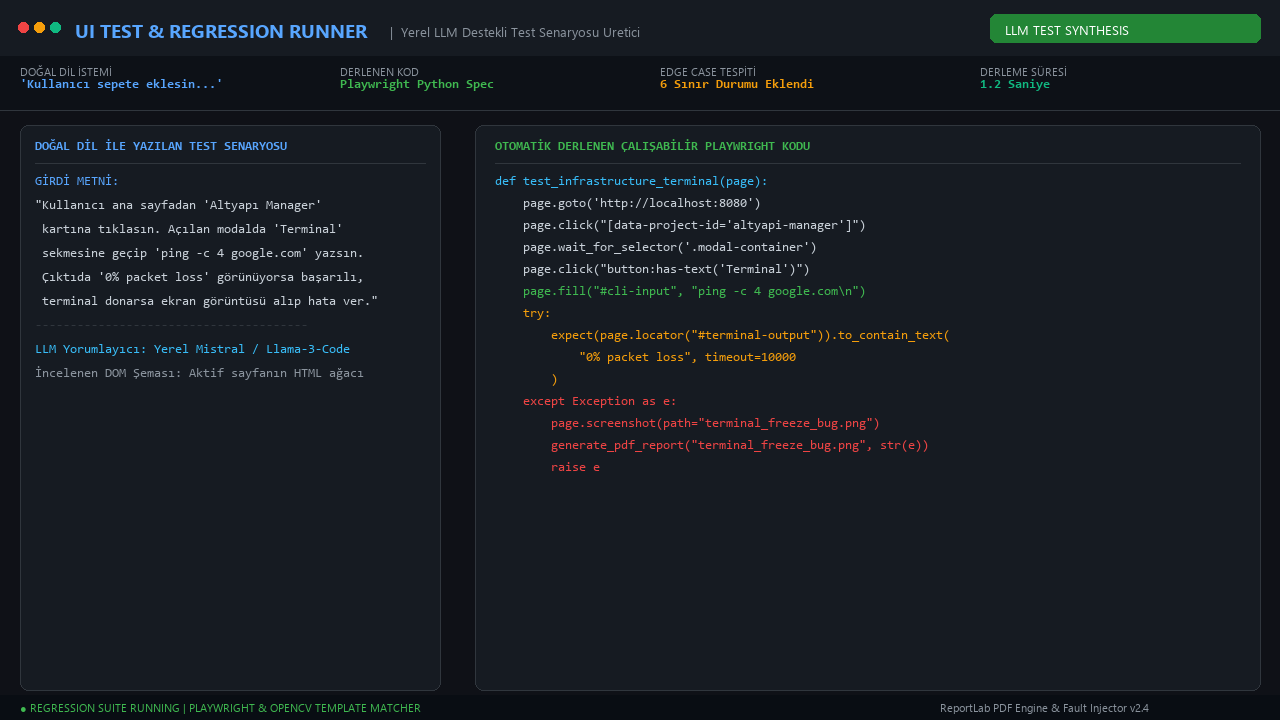 UI TEST & REGRESSION RUNNER
| Yerel LLM Destekli Test Senaryosu Uretici
LLM TEST SYNTHESIS
DOĞAL DİL İSTEMİ
'Kullanıcı sepete eklesin...'
DERLENEN KOD
Playwright Python Spec
EDGE CASE TESPİTİ
6 Sınır Durumu Eklendi
DERLEME SÜRESİ
1.2 Saniye
DOĞAL DİL İLE YAZILAN TEST SENARYOSU
GİRDİ METNİ:
"Kullanıcı ana sayfadan 'Altyapı Manager'
kartına tıklasın. Açılan modalda 'Terminal'
sekmesine geçip 'ping -c 4 google.com' yazsın.
Çıktıda '0% packet loss' görünüyorsa başarılı,
terminal donarsa ekran görüntüsü alıp hata ver."
---------------------------------------
LLM Yorumlayıcı: Yerel Mistral / Llama-3-Code
İncelenen DOM Şeması: Aktif sayfanın HTML ağacı
OTOMATİK DERLENEN ÇALIŞABİLİR PLAYWRIGHT KODU
def test_infrastructure_terminal(page):
    page.goto('http://localhost:8080')
    page.click("[data-project-id='altyapi-manager']")
    page.wait_for_selector('.modal-container')
    page.click("button:has-text('Terminal')")
    page.fill("#cli-input", "ping -c 4 google.com\n")
    try:
        expect(page.locator("#terminal-output")).to_contain_text(
            "0% packet loss", timeout=10000
        )
    except Exception as e:
        page.screenshot(path="terminal_freeze_bug.png")
        generate_pdf_report("terminal_freeze_bug.png", str(e))
        raise e
● REGRESSION SUITE RUNNING | PLAYWRIGHT & OPENCV TEMPLATE MATCHER
ReportLab PDF Engine & Fault Injector v2.4